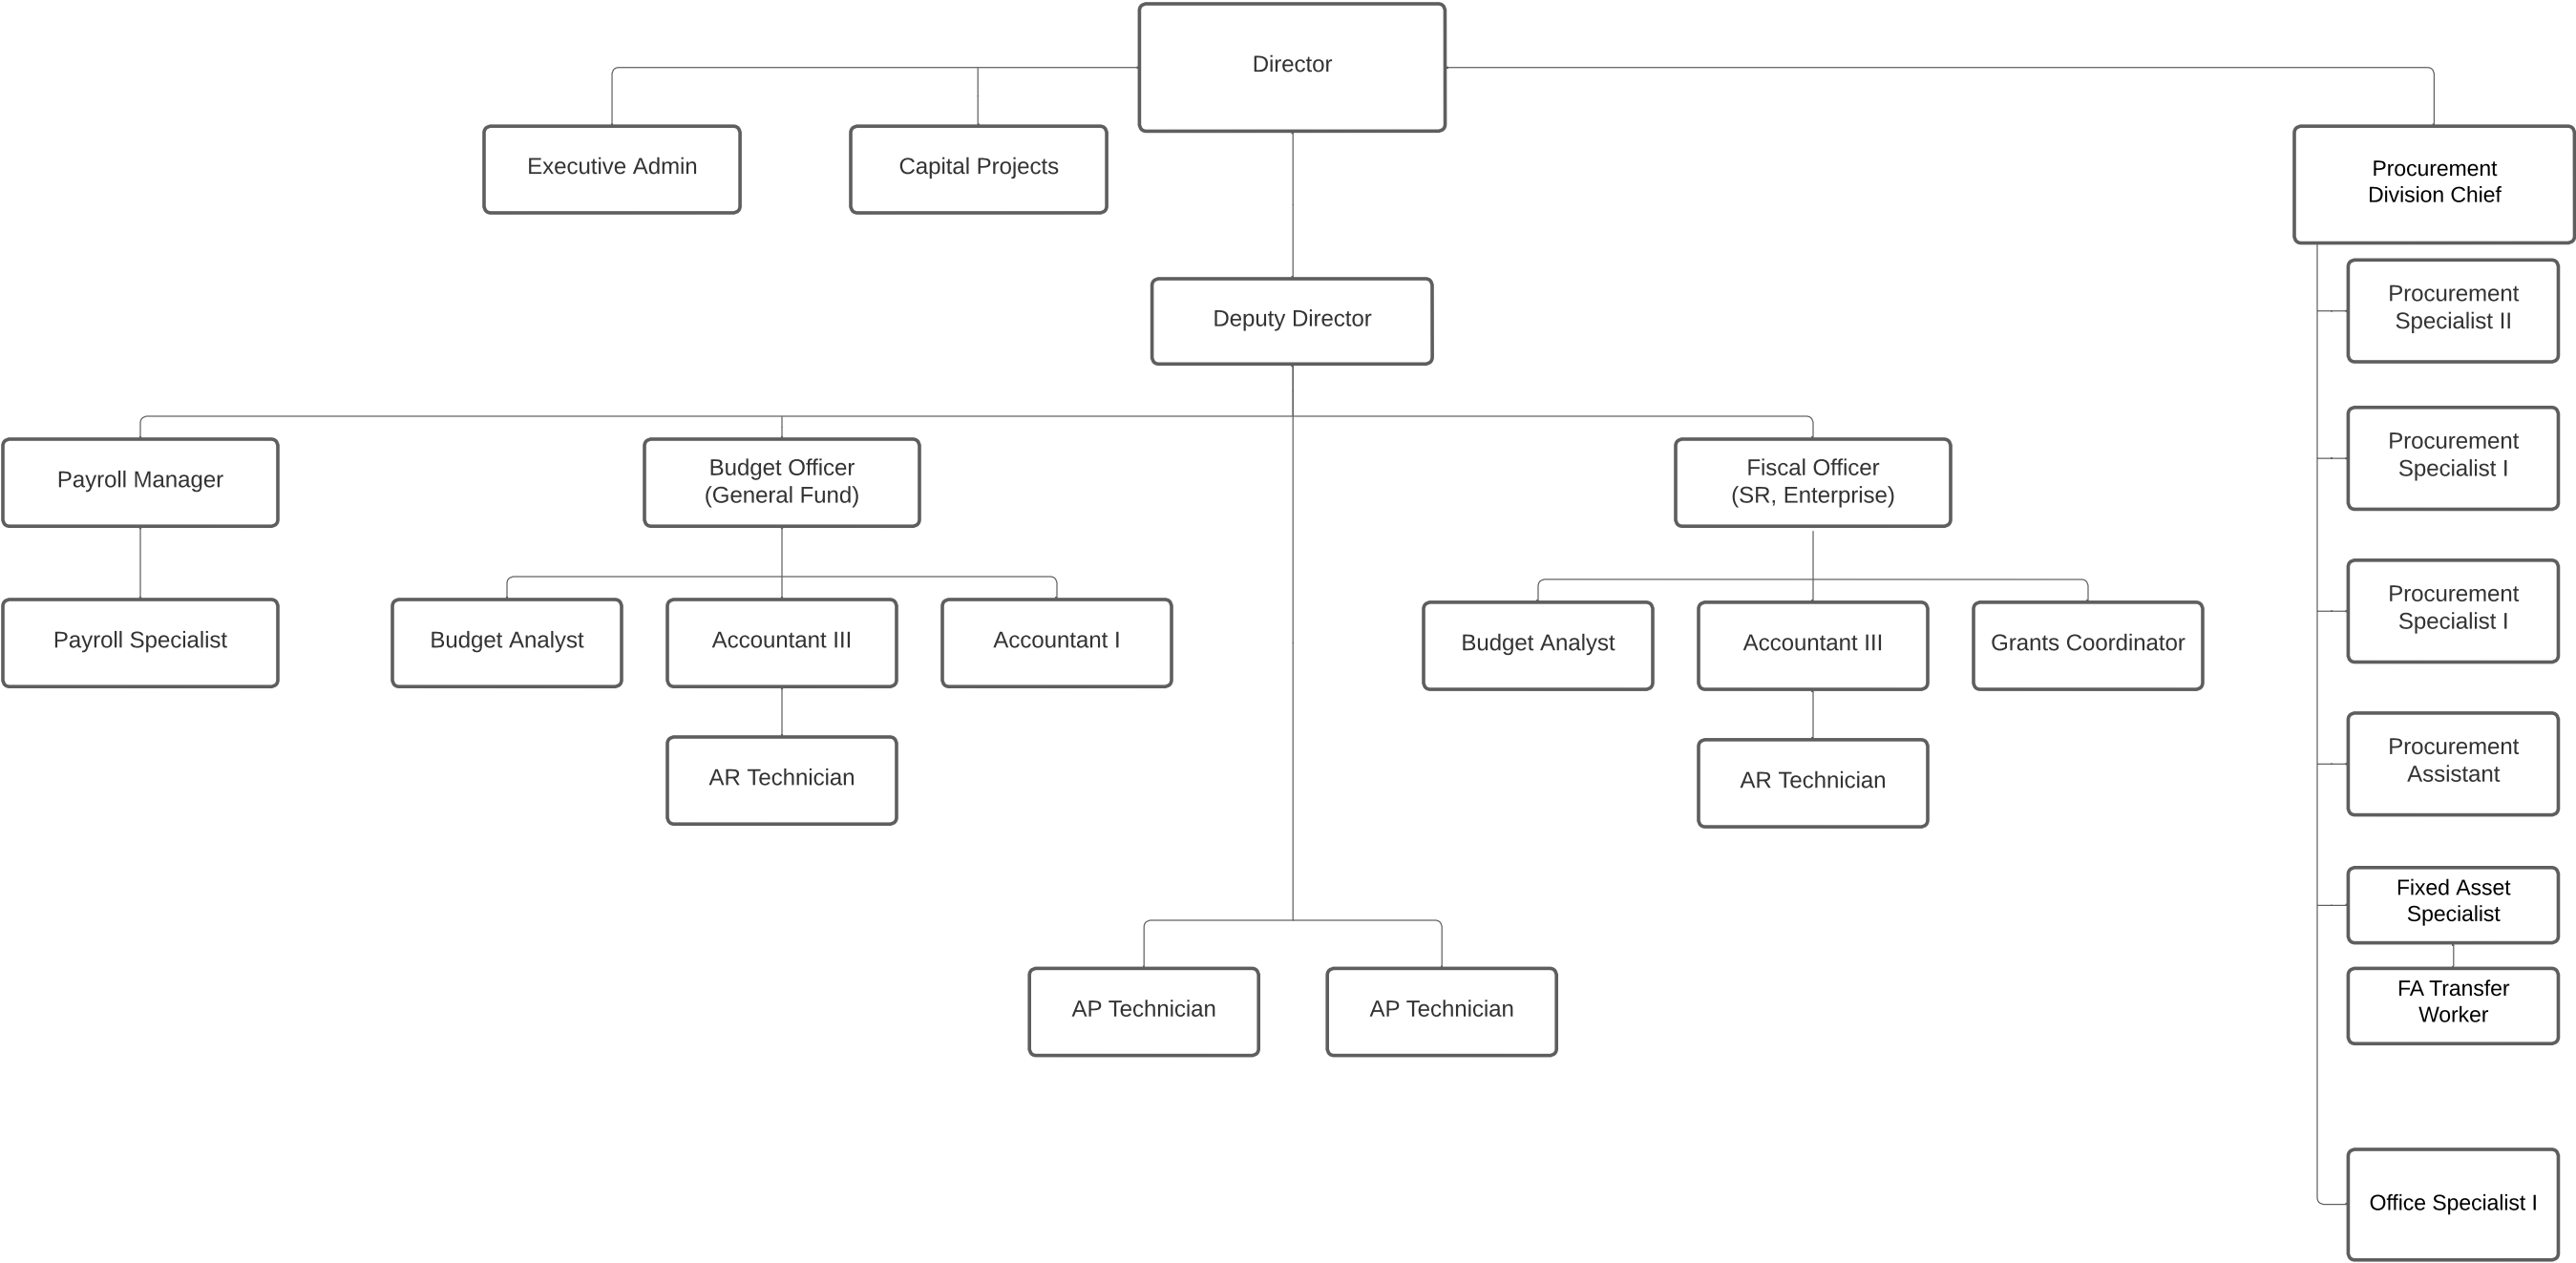 Director
Executive Admin
Capital Projects
Procurement
Division Chief
Deputy Director
Procurement
Specialist II
Payroll Manager
Budget Officer
(General Fund)
Fiscal Officer
(SR, Enterprise)
Procurement
Specialist I
Payroll Specialist
Budget Analyst
Accountant III
Accountant I
Budget Analyst
Accountant III
Grants Coordinator
Procurement
Specialist I
AR Technician
AR Technician
Procurement
Assistant
Fixed Asset
Specialist
AP Technician
AP Technician
FA Transfer
Worker
Office Specialist I